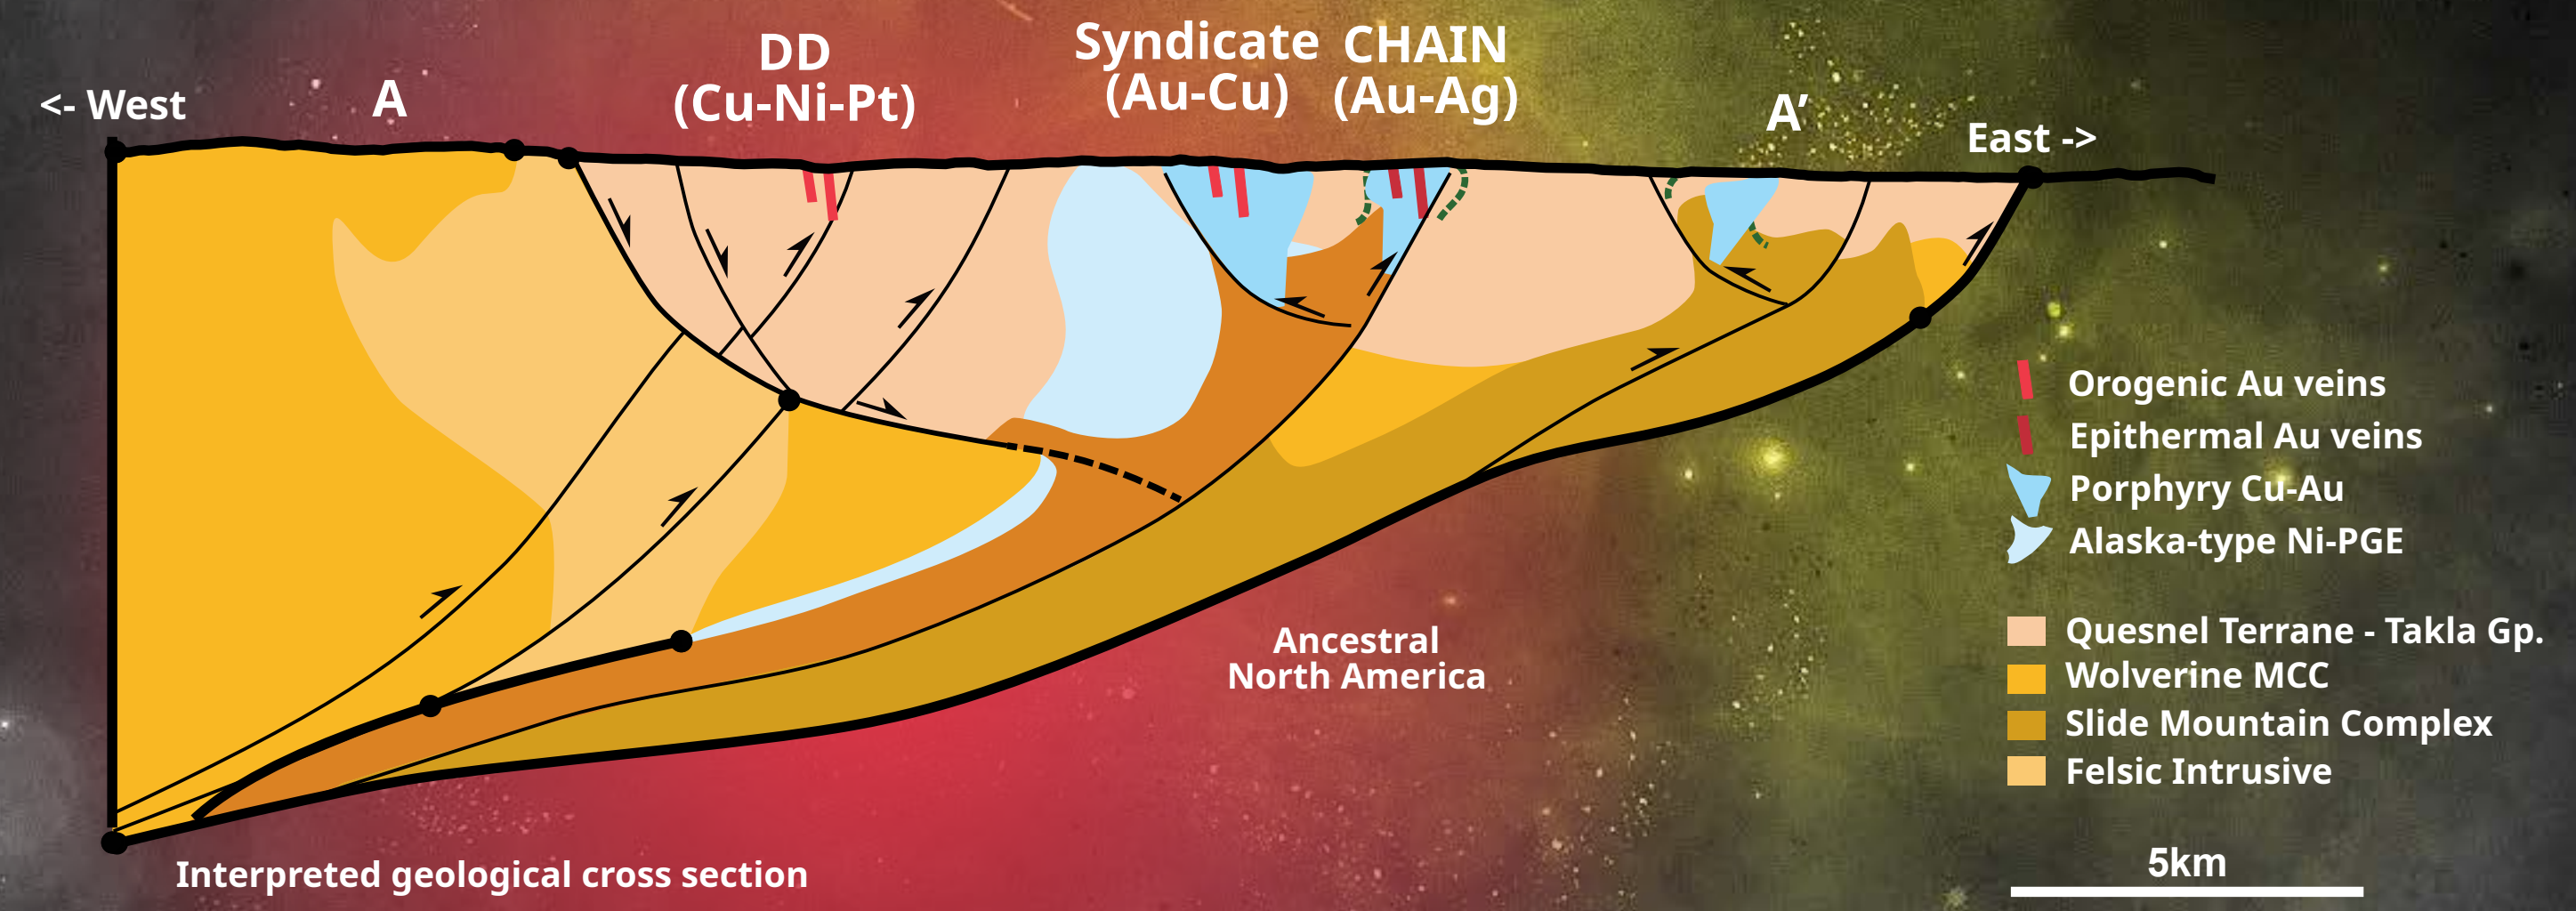 <- West
A
DD
(Cu-Ni-Pt)
Syndicate
(Au-Cu)
CHAIN
(Au-Ag)
A'
East ->
Orogenic Au veins
Epithermal Au veins
Porphyry Cu-Au
Alaska-type Ni-PGE
Quesnel Terrane - Takla Gp.
Wolverine MCC
Slide Mountain Complex
Felsic Intrusive
Ancestral
North America
Interpreted geological cross section
5km